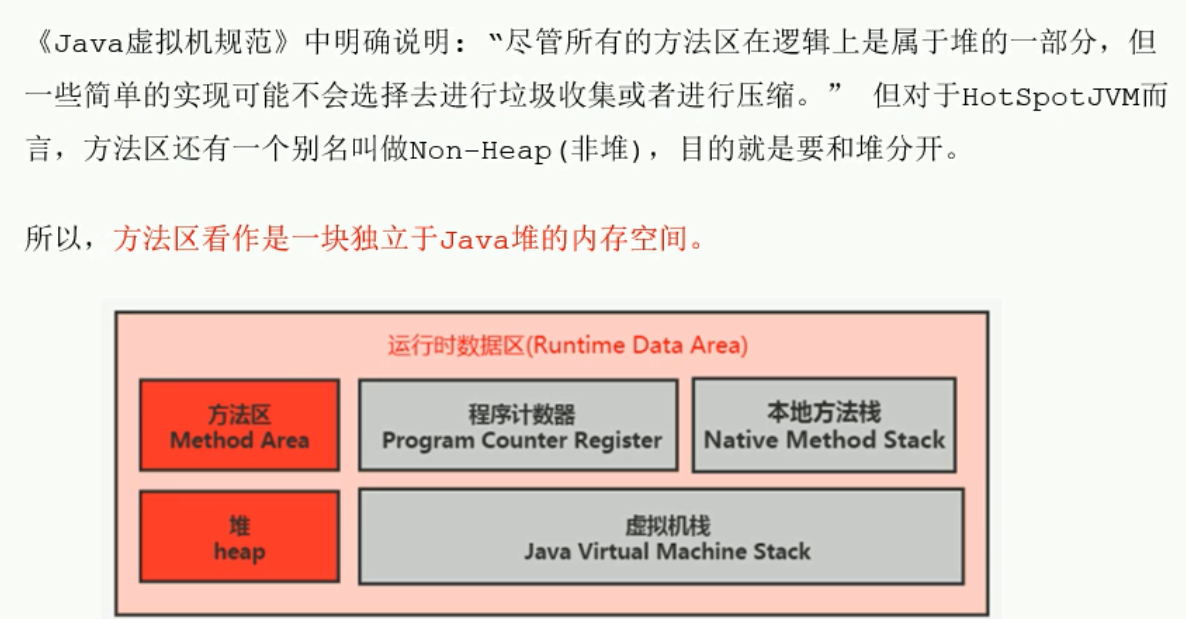 《Java虚拟机规范》中明确说明：“尽管所有的方法区在逻辑上是属于堆的一部分，但
一些简单的实现可能不会选择去进行垃圾收集或者进行压缩。” 但对于HotSpotJVM而
言，方法区还有一个别名叫做Non-Heap(非堆)，目的就是要和堆分开。
所以，方法区看作是一块独立于Java堆的内存空间。
运行时数据区(Runtime Data Area)
方法区
Method Area
程序计数器
Program Counter Register
本地方法栈
Native Method Stack
堆
heap
虚拟机栈
Java Virtual Machine Stack